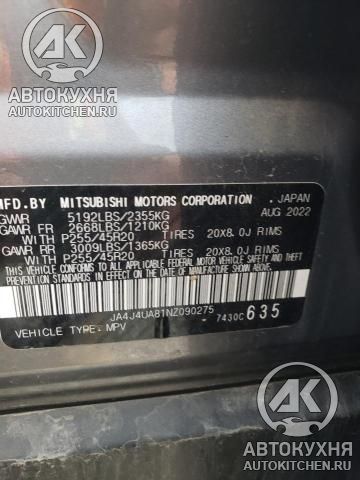 АВТОКУХНЯ
AUTOKITCHEN.RU
MFD.BY MITSUBISHI MOTORS CORPORATION . JAPAN
GVWR 5192LBS/2355KG AUG 2022
GAWR FR 2668LBS/1210KG
WITH P255/45R20 TIRES 20X8.0J RIMS
GAWR RR 3009LBS/1365KG
WITH P255/45R20 TIRES 20X8.0J RIMS
THIS VEHICLE CONFORMS TO ALL APPLICABLE FEDERAL MOTOR VEHICLE SAFETY, BUMPER, AND THEFT
PREVENTION STANDARDS IN EFFECT ON THE DATE OF MANUFACTURE SHOWN ABOVE.
JA4J4UA81NZ090275 7430C 635
VEHICLE TYPE: MPV
АВТОКУХНЯ
AUTOKITCHEN.RU